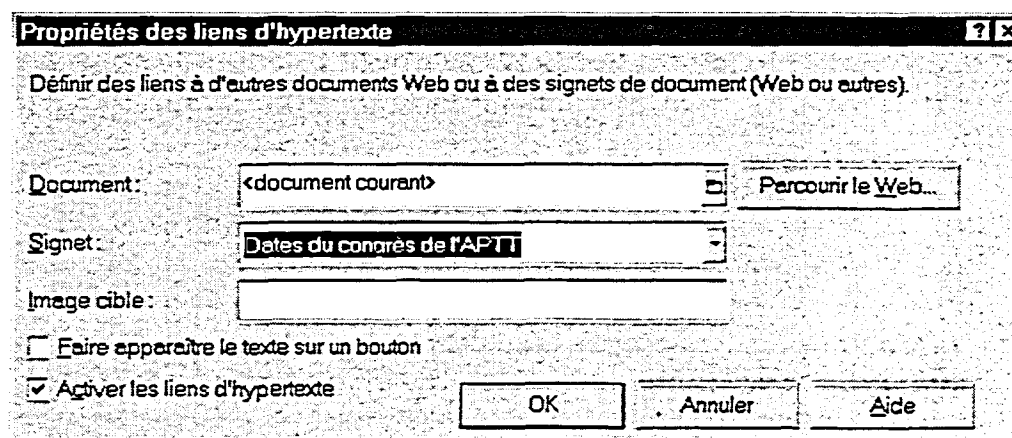 Propriétés des liens d'hypertexte
Définir des liens à d'autres documents Web ou à des signets de document (Web ou autres).
Document: <document courant> Parcourir le Web...
Signet: Dates du congrès de l'APTT
Image cible:
Faire apparaître le texte sur un bouton
Activer les liens d'hypertexte
OK Annuler Aide